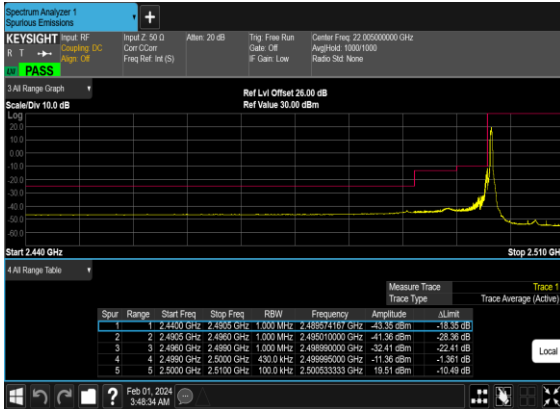 Spectrum Analyzer 1
Spurious Emissions
+
KEYSIGHT Input: RF Input Z: 50 Ω Atten: 20 dB Trig: Free Run Center Freq: 22.005000000 GHz
R T Coupling: DC Corr CCorr Gate: Off Avg|Hold: 1000/1000
Align: Off Freq Ref: Int (S) IF Gain: Low Radio Std: None
PASS
3 All Range Graph
Ref Lvl Offset 26.00 dB
Scale/Div 10.0 dB Ref Value 30.00 dBm
Log
20.0
10.0
0.00
-10.0
-20.0
-30.0
-40.0
-50.0
-60.0
Start 2.440 GHz Stop 2.510 GH
4 All Range Table
Measure Trace Trace 1
Trace Type Trace Average (Active)
Spur Range Start Freq Stop Freq RBW Frequency Amplitude ΔLimit
1 1 2.4400 GHz 2.4905 GHz 1.000 MHz 2.489574167 GHz -43.35 dBm -18.35 dB
2 2 2.4905 GHz 2.4960 GHz 1.000 MHz 2.495010000 GHz -41.36 dBm -28.36 dB
3 3 2.4960 GHz 2.4990 GHz 1.000 MHz 2.498990000 GHz -32.41 dBm -22.41 dB
4 4 2.4990 GHz 2.5000 GHz 430.0 kHz 2.499995000 GHz -11.36 dBm -1.361 dB
5 5 2.5000 GHz 2.5100 GHz 100.0 kHz 2.500533333 GHz 19.51 dBm -10.49 dB
Local
?
Feb 01, 2024
3:48:34 AM